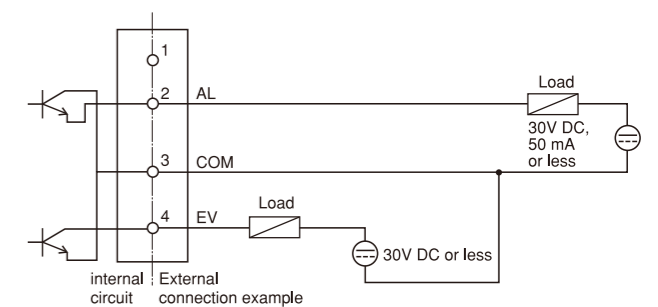 1
2 AL
Load
30V DC,
50 mA
or less
3 COM
4 EV
Load
30V DC or less
internal External
circuit connection example